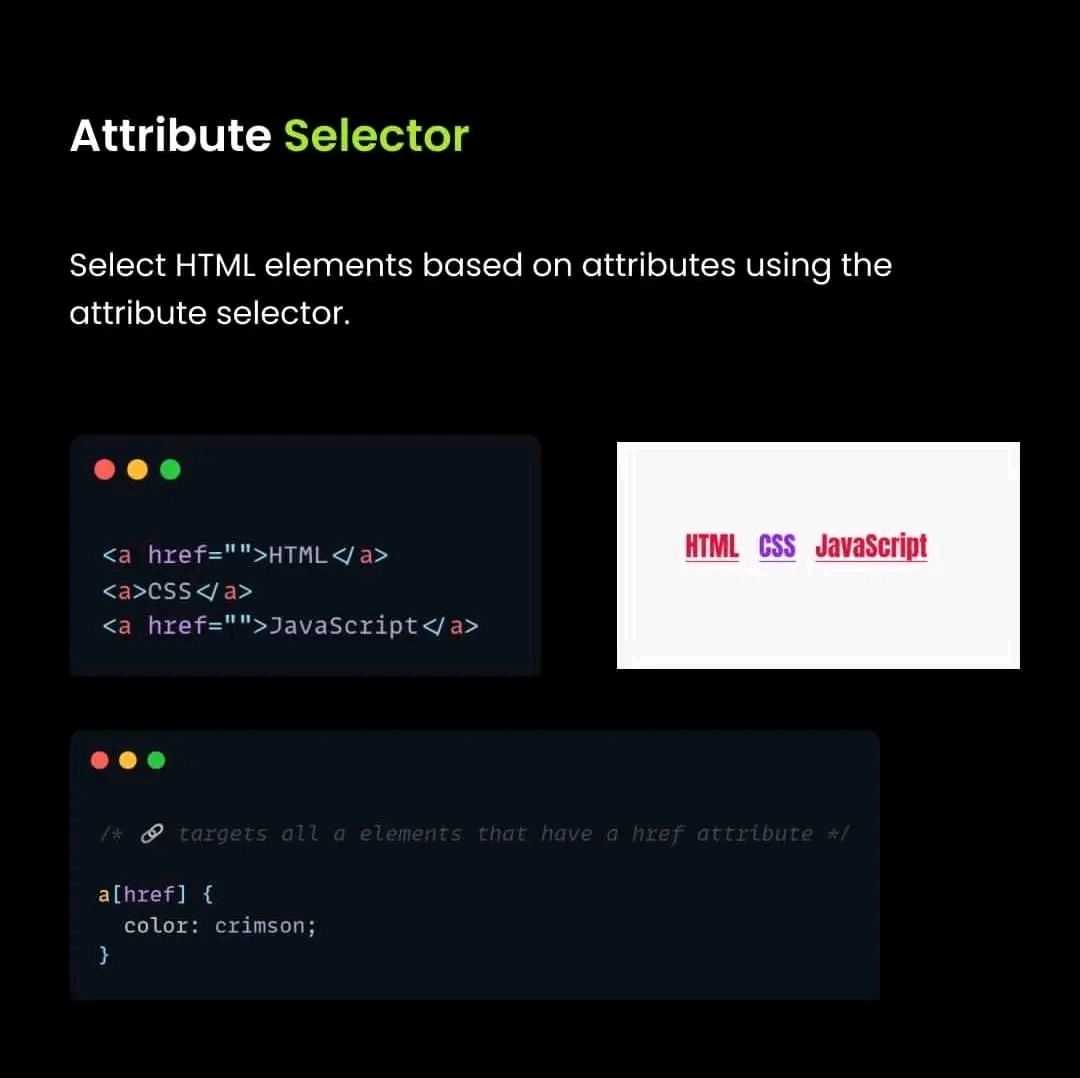 Attribute Selector
Select HTML elements based on attributes using the
attribute selector.
<a href="">HTML</a>
<a>CSS</a>
<a href="">JavaScript</a>
HTML CSS JavaScript
/* 🔗 targets all a elements that have a href attribute */
a[href] {
  color: crimson;
}